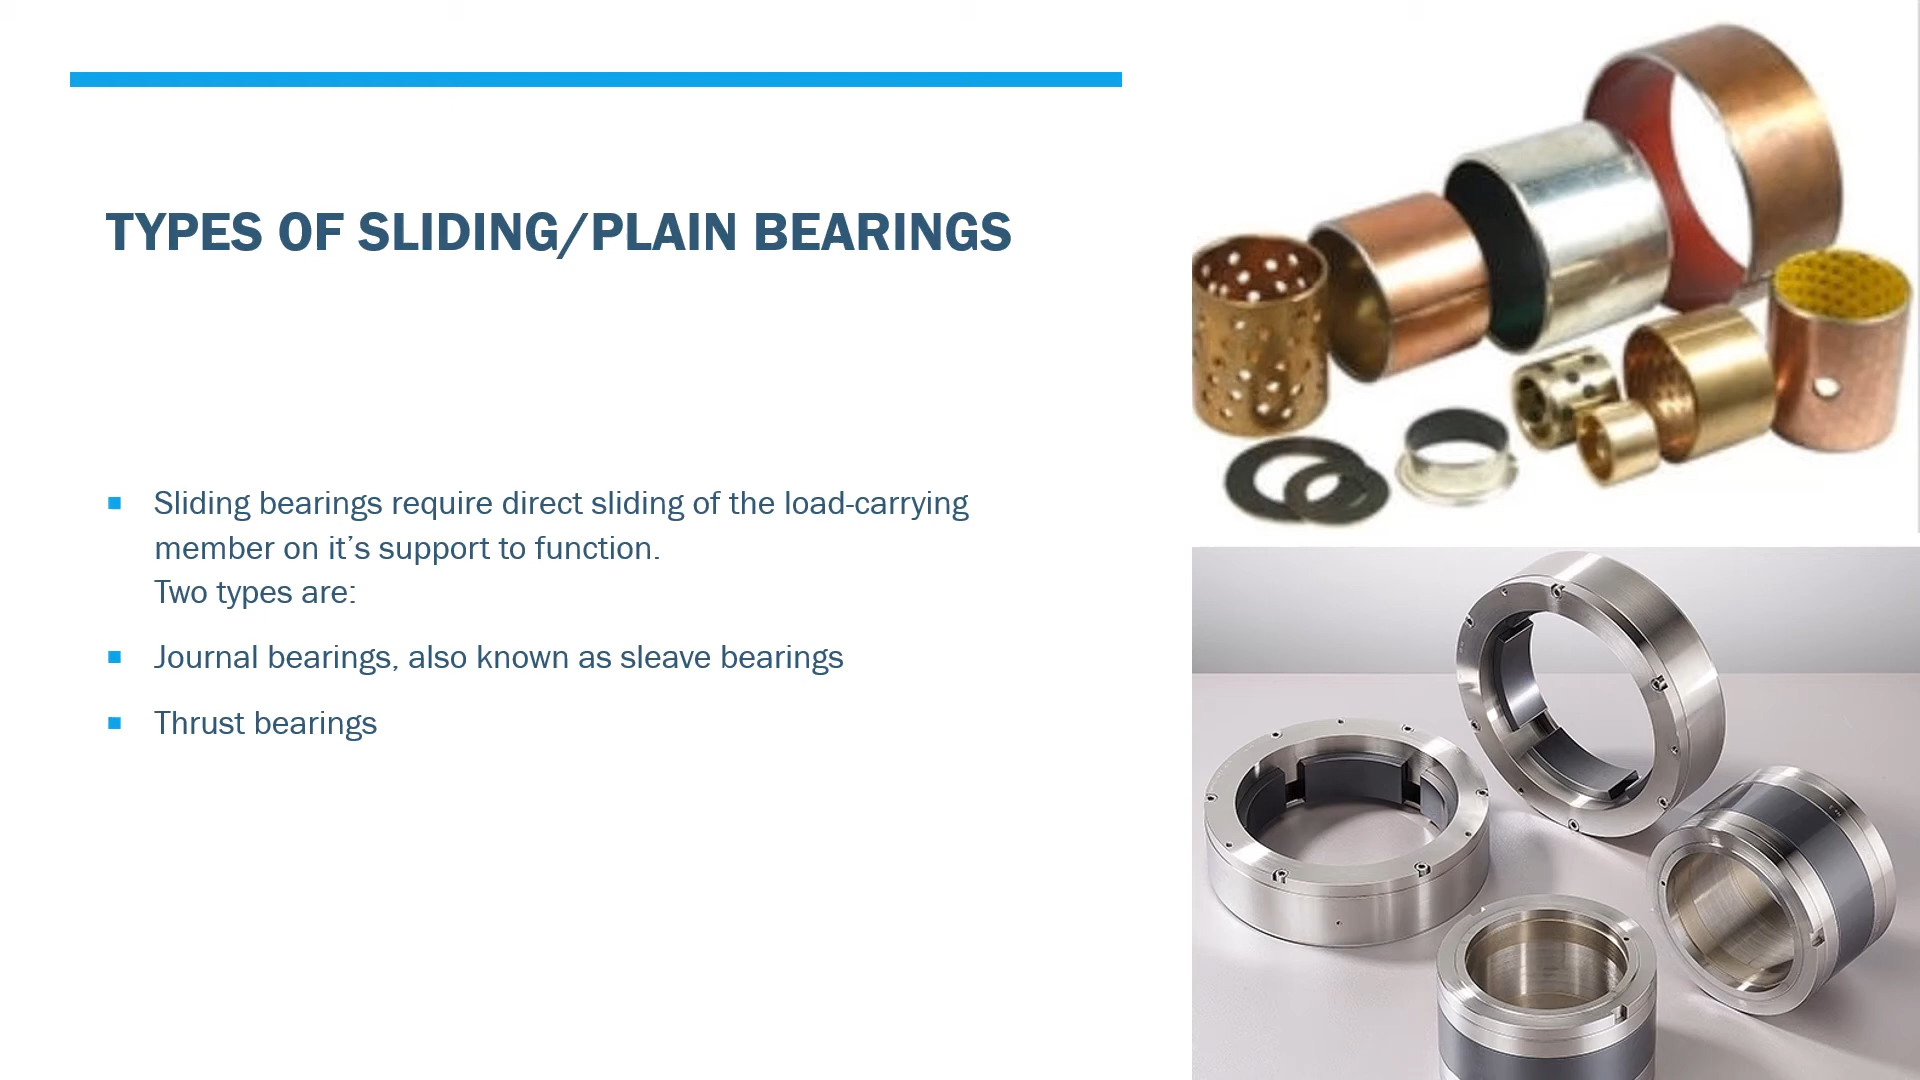 TYPES OF SLIDING/PLAIN BEARINGS
Sliding bearings require direct sliding of the load-carrying
member on it’s support to function.
Two types are:
Journal bearings, also known as sleave bearings
Thrust bearings